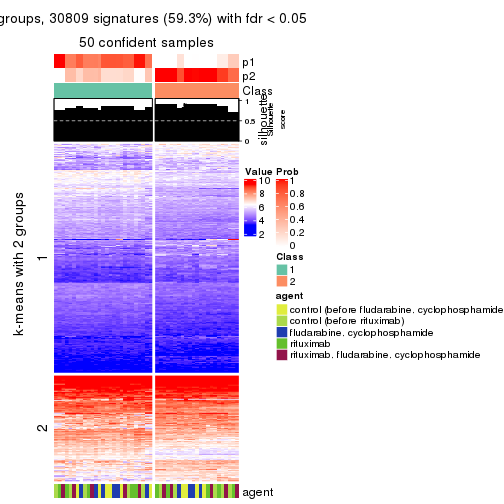 groups, 30809 signatures (59.3%) with fdr < 0.05
50 confident samples
p1
p2
Class
1
0.5
0
silhouette
Silhouette
score
k-means with 2 groups
1
2
agent
Value
10
8
6
4
2
Prob
1
0.8
0.6
0.4
0.2
0
Class
1
2
agent
control (before fludarabine. cyclophosphamide
control (before rituximab)
fludarabine. cyclophosphamide
rituximab
rituximab. fludarabine. cyclophosphamide